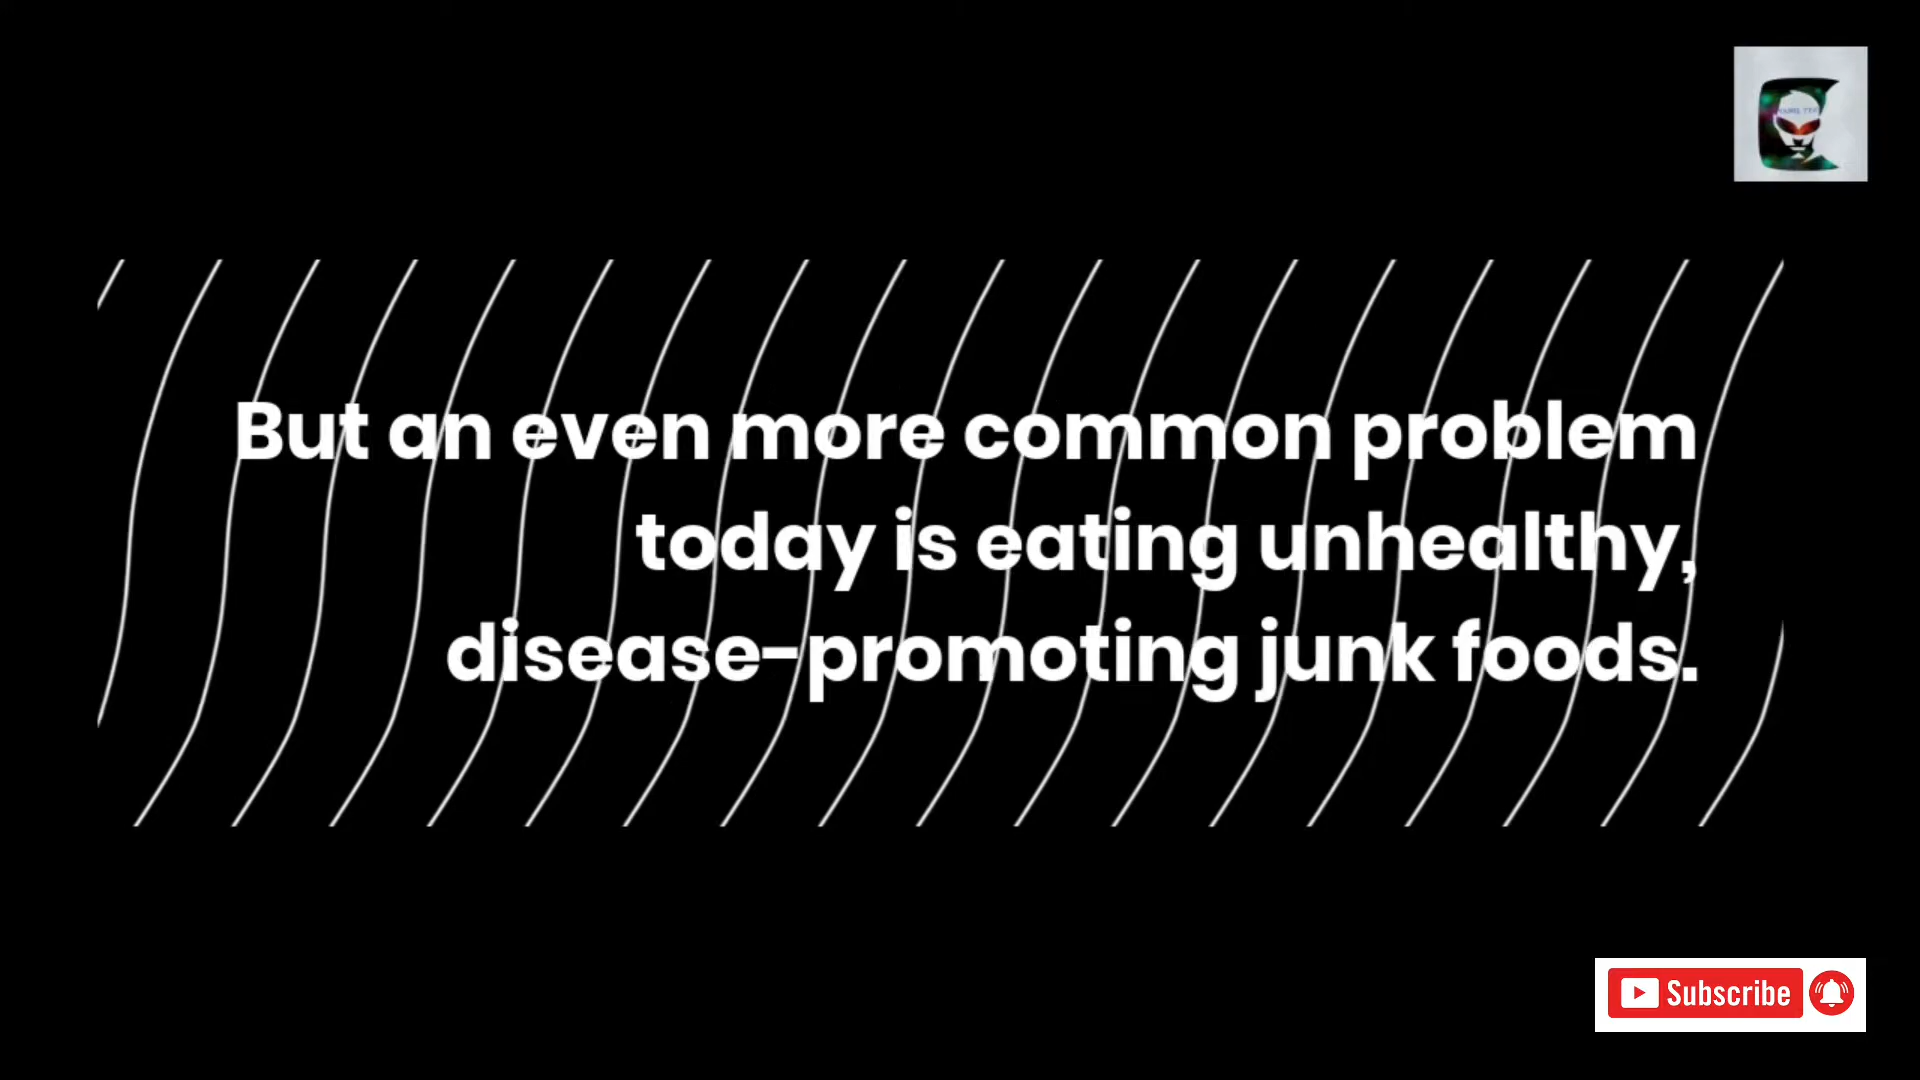 But an even more common problem
today is eating unhealthy,
disease-promoting junk foods.
Subscribe